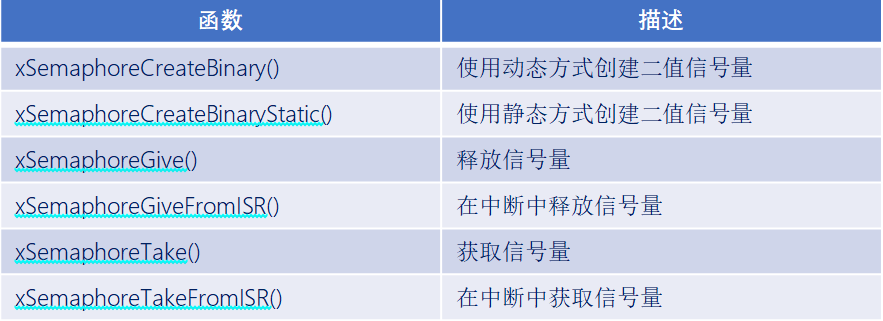 函数 描述
xSemaphoreCreateBinary() 使用动态方式创建二值信号量
xSemaphoreCreateBinaryStatic() 使用静态方式创建二值信号量
xSemaphoreGive() 释放信号量
xSemaphoreGiveFromISR() 在中断中释放信号量
xSemaphoreTake() 获取信号量
xSemaphoreTakeFromISR() 在中断中获取信号量